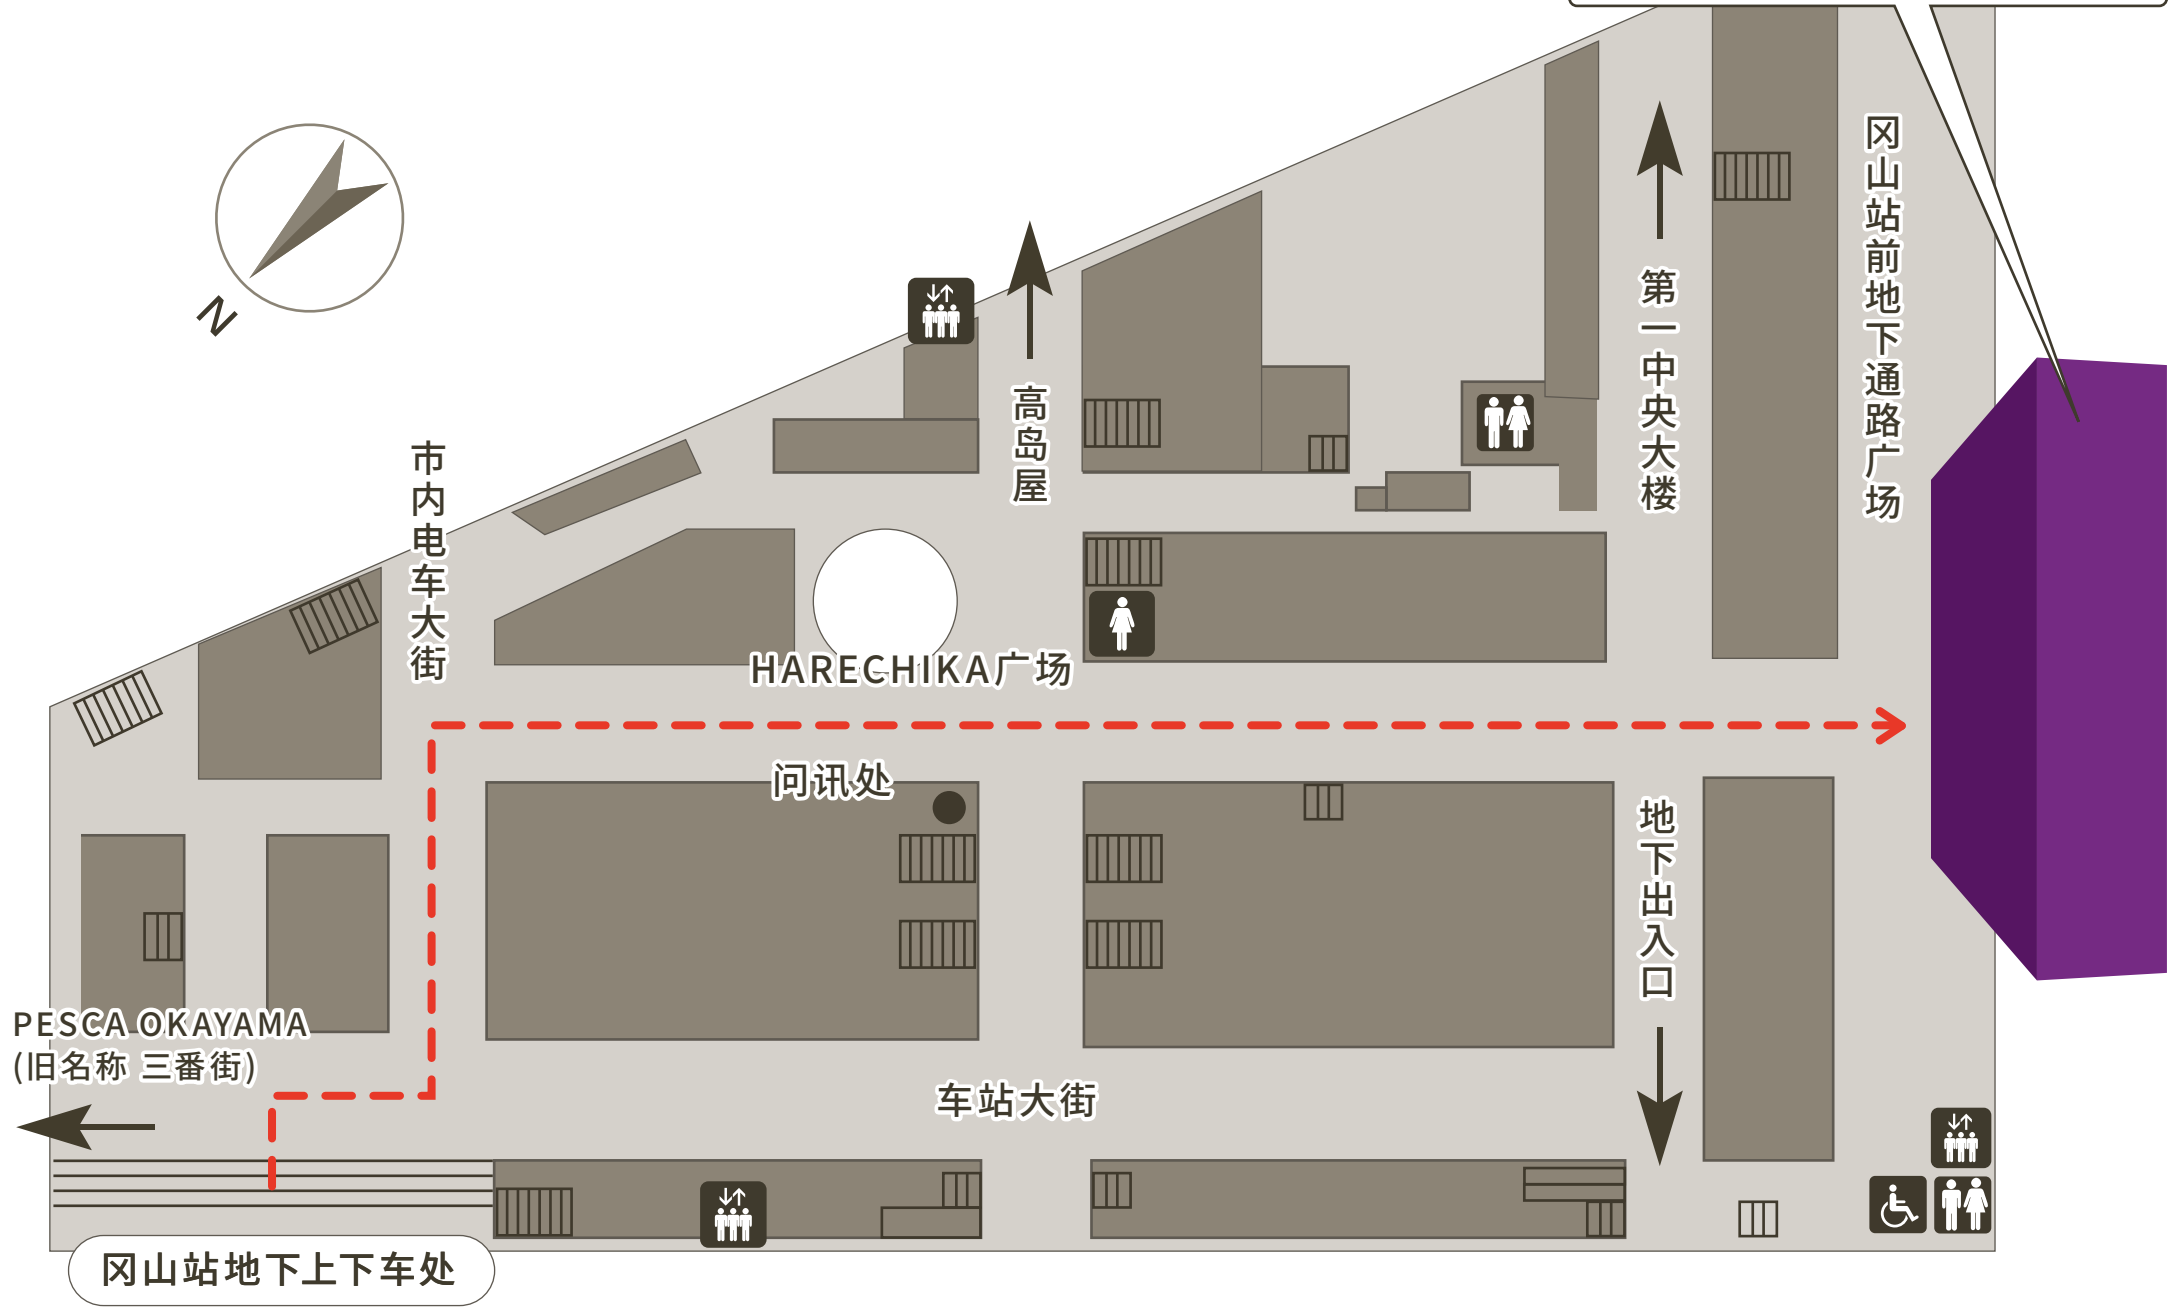 冈山站前地下通路广场
第一中央大楼
N
高岛屋
市内电车大街
HARECHIKA广场
问讯处
地下出入口
PESCA OKAYAMA
(旧名称 三番街)
车站大街
冈山站地下上下车处